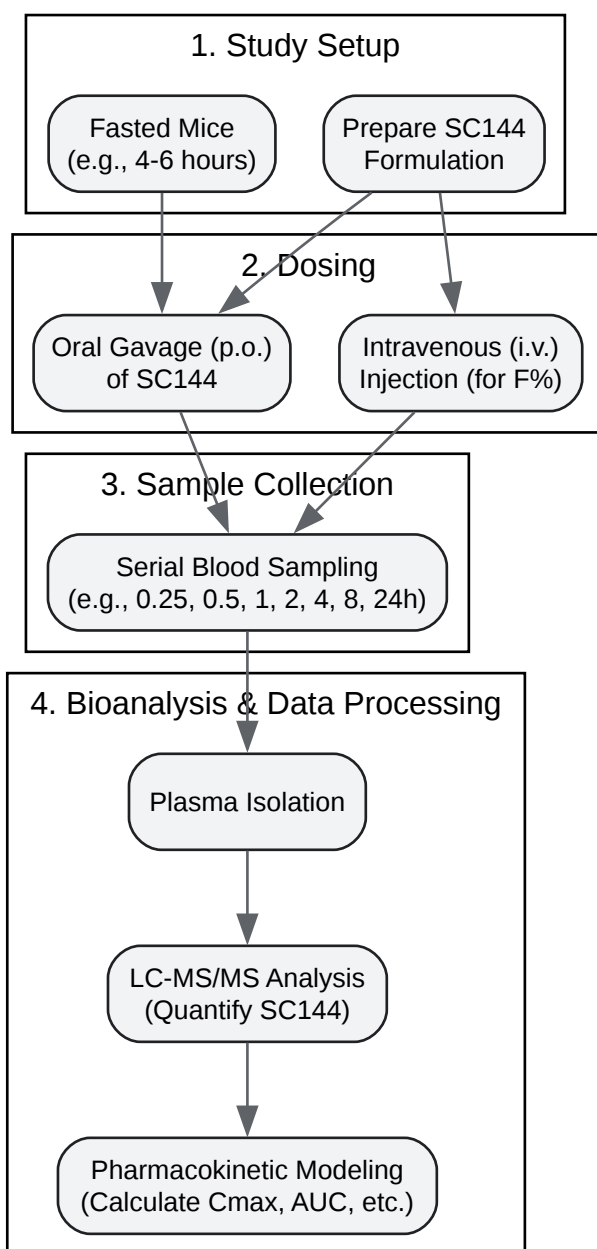 1. Study Setup
Fasted Mice
(e.g., 4-6 hours)
Prepare SC144
Formulation
2. Dosing
Oral Gavage (p.o.)
of SC144
Intravenous (i.v.)
Injection (for F%)
3. Sample Collection
Serial Blood Sampling
(e.g., 0.25, 0.5, 1, 2, 4, 8, 24h)
4. Bioanalysis & Data Processing
Plasma Isolation
LC-MS/MS Analysis
(Quantify SC144)
Pharmacokinetic Modeling
(Calculate Cmax, AUC, etc.)